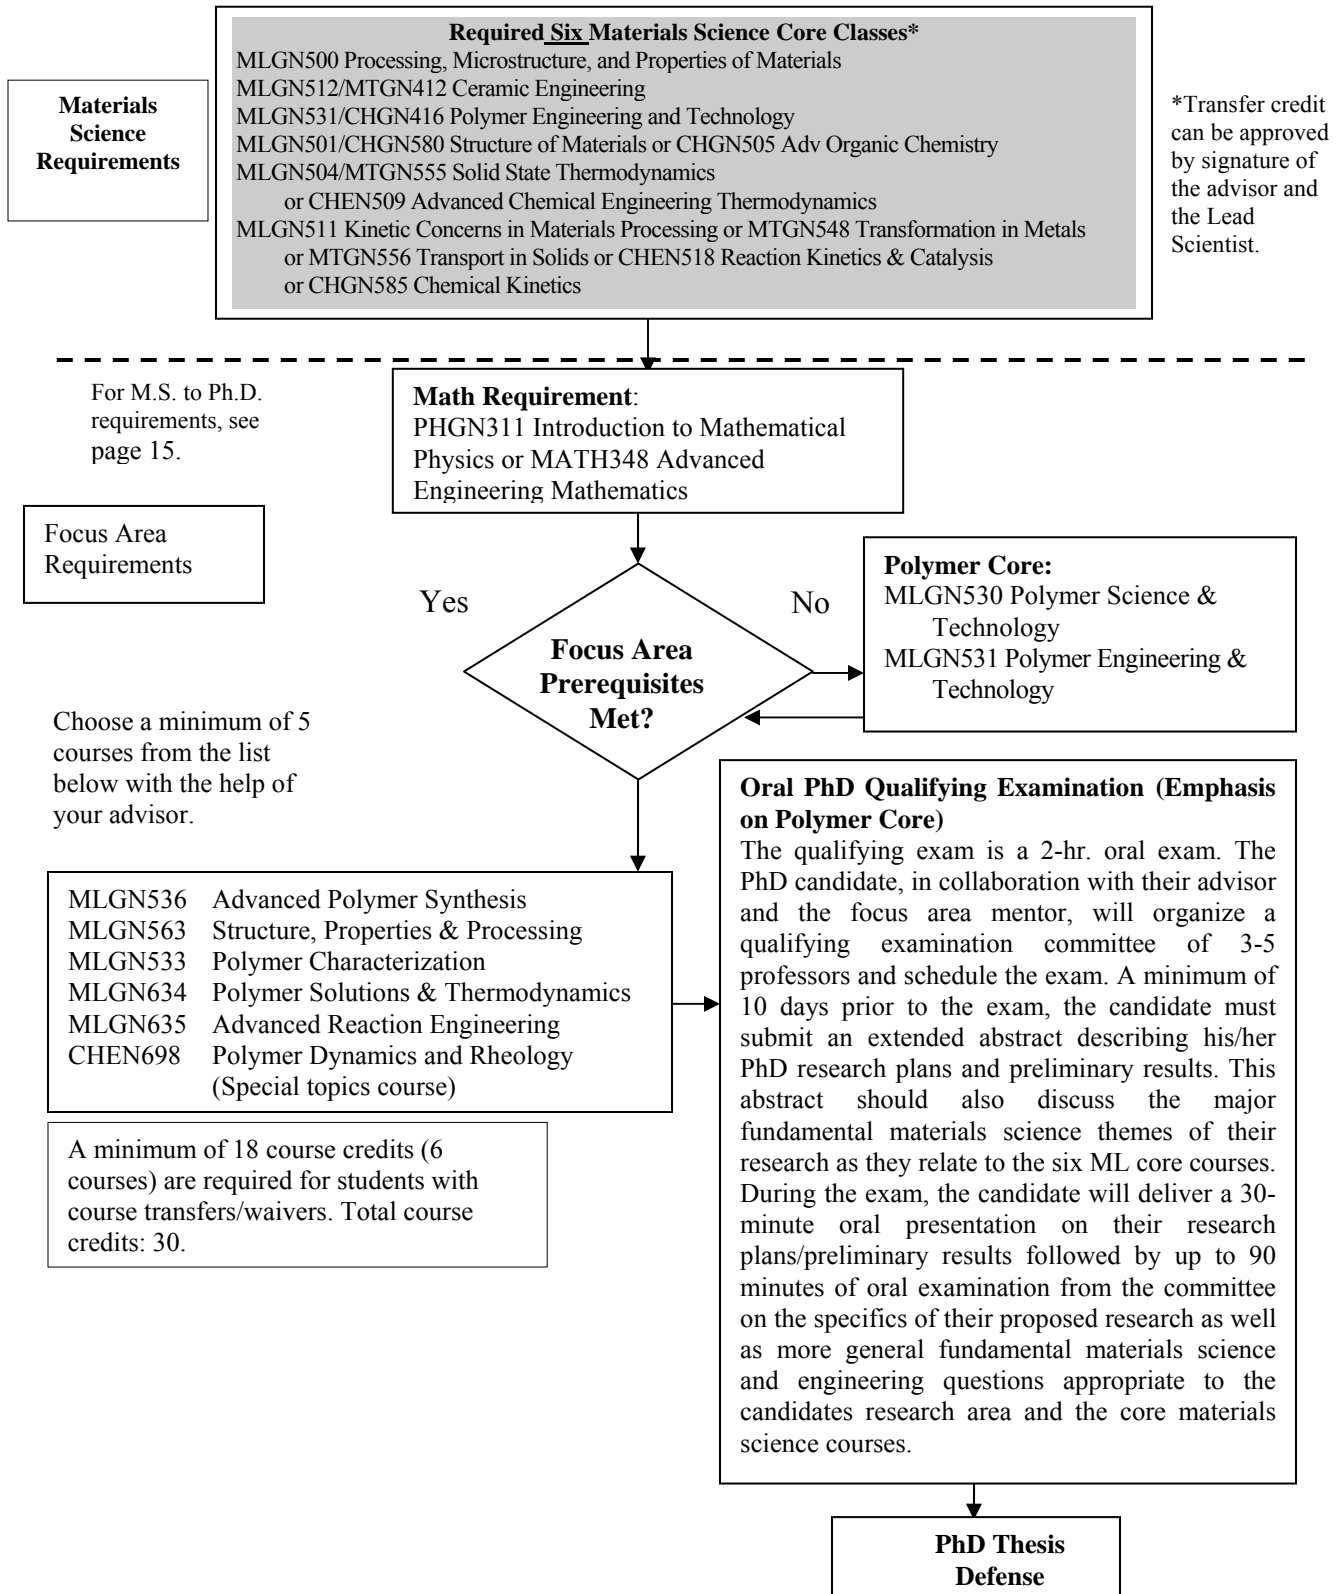 Required Six Materials Science Core Classes*
MLGN500 Processing, Microstructure, and Properties of Materials
MLGN512/MTGN412 Ceramic Engineering
MLGN531/CHGN416 Polymer Engineering and Technology
MLGN501/CHGN580 Structure of Materials or CHGN505 Adv Organic Chemistry
MLGN504/MTGN555 Solid State Thermodynamics
or CHEN509 Advanced Chemical Engineering Thermodynamics
MLGN511 Kinetic Concerns in Materials Processing or MTGN548 Transformation in Metals
or MTGN556 Transport in Solids or CHEN518 Reaction Kinetics & Catalysis
or CHGN585 Chemical Kinetics
Materials
Science
Requirements
*Transfer credit
can be approved
by signature of
the advisor and
the Lead
Scientist.
For M.S. to Ph.D.
requirements, see
page 15.
Math Requirement:
PHGN311 Introduction to Mathematical
Physics or MATH348 Advanced
Engineering Mathematics
Focus Area
Requirements
Yes
No
Focus Area
Prerequisites
Met?
Polymer Core:
MLGN530 Polymer Science &
Technology
MLGN531 Polymer Engineering &
Technology
Choose a minimum of 5
courses from the list
below with the help of
your advisor.
MLGN536 Advanced Polymer Synthesis
MLGN563 Structure, Properties & Processing
MLGN533 Polymer Characterization
MLGN634 Polymer Solutions & Thermodynamics
MLGN635 Advanced Reaction Engineering
CHEN698 Polymer Dynamics and Rheology
(Special topics course)
A minimum of 18 course credits (6
courses) are required for students with
course transfers/waivers. Total course
credits: 30.
Oral PhD Qualifying Examination (Emphasis
on Polymer Core)
The qualifying exam is a 2-hr. oral exam. The
PhD candidate, in collaboration with their advisor
and the focus area mentor, will organize a
qualifying examination committee of 3-5
professors and schedule the exam. A minimum of
10 days prior to the exam, the candidate must
submit an extended abstract describing his/her
PhD research plans and preliminary results. This
abstract should also discuss the major
fundamental materials science themes of their
research as they relate to the six ML core courses.
During the exam, the candidate will deliver a 30-
minute oral presentation on their research
plans/preliminary results followed by up to 90
minutes of oral examination from the committee
on the specifics of their proposed research as well
as more general fundamental materials science
and engineering questions appropriate to the
candidates research area and the core materials
science courses.
PhD Thesis
Defense